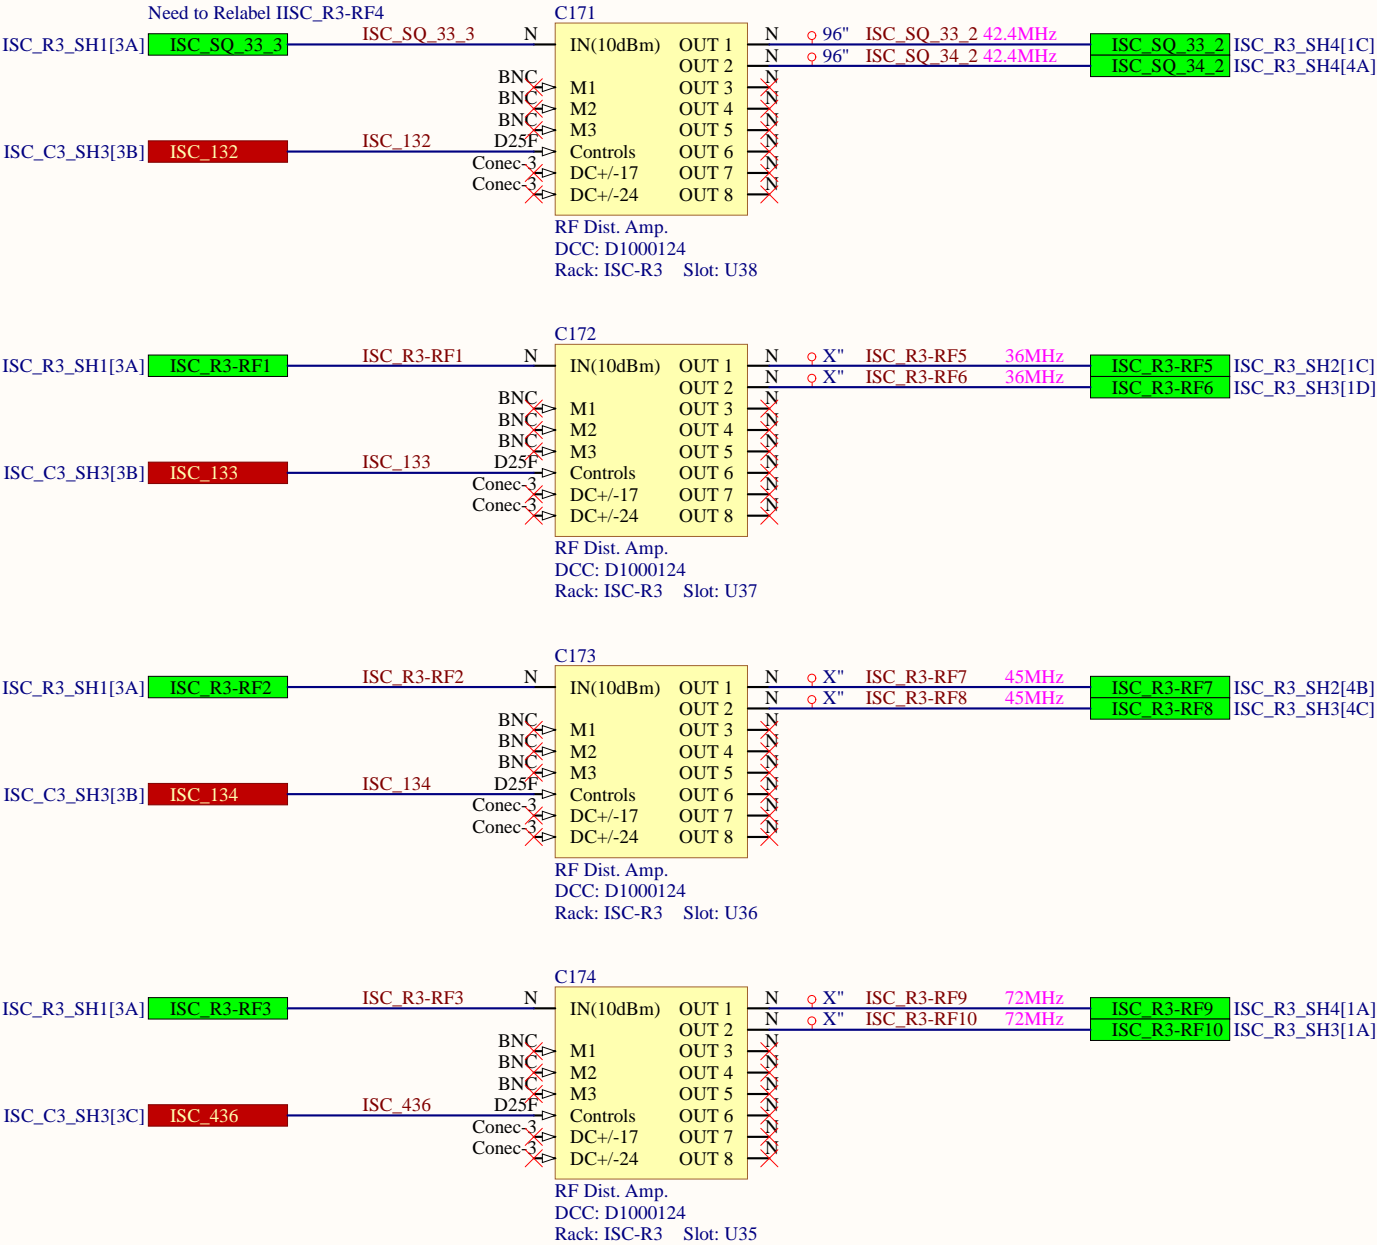 Need to Relabel IISC_R3-RF4
C171
ISC_R3_SH1[3A] ISC_SQ_33_3 ISC_SQ_33_3 N IN(10dBm) OUT 1 N 96" ISC_SQ_33_2 42.4MHz ISC_SQ_33_2 ISC_R3_SH4[1C]
OUT 2 N 96" ISC_SQ_34_2 42.4MHz ISC_SQ_34_2 ISC_R3_SH4[4A]
BNC M1 OUT 3 N
BNC M2 OUT 4 N
BNC M3 OUT 5 N
ISC_C3_SH3[3B] ISC_132 ISC_132 D25F Controls OUT 6 N
Conec-3 DC+/-17 OUT 7 N
Conec-3 DC+/-24 OUT 8 N
RF Dist. Amp.
DCC: D1000124
Rack: ISC-R3 Slot: U38
C172
ISC_R3_SH1[3A] ISC_R3-RF1 ISC_R3-RF1 N IN(10dBm) OUT 1 N X" ISC_R3-RF5 36MHz ISC_R3-RF5 ISC_R3_SH2[1C]
OUT 2 N X" ISC_R3-RF6 36MHz ISC_R3-RF6 ISC_R3_SH3[1D]
BNC M1 OUT 3 N
BNC M2 OUT 4 N
BNC M3 OUT 5 N
ISC_C3_SH3[3B] ISC_133 ISC_133 D25F Controls OUT 6 N
Conec-3 DC+/-17 OUT 7 N
Conec-3 DC+/-24 OUT 8 N
RF Dist. Amp.
DCC: D1000124
Rack: ISC-R3 Slot: U37
C173
ISC_R3_SH1[3A] ISC_R3-RF2 ISC_R3-RF2 N IN(10dBm) OUT 1 N X" ISC_R3-RF7 45MHz ISC_R3-RF7 ISC_R3_SH2[4B]
OUT 2 N X" ISC_R3-RF8 45MHz ISC_R3-RF8 ISC_R3_SH3[4C]
BNC M1 OUT 3 N
BNC M2 OUT 4 N
BNC M3 OUT 5 N
ISC_C3_SH3[3B] ISC_134 ISC_134 D25F Controls OUT 6 N
Conec-3 DC+/-17 OUT 7 N
Conec-3 DC+/-24 OUT 8 N
RF Dist. Amp.
DCC: D1000124
Rack: ISC-R3 Slot: U36
C174
ISC_R3_SH1[3A] ISC_R3-RF3 ISC_R3-RF3 N IN(10dBm) OUT 1 N X" ISC_R3-RF9 72MHz ISC_R3-RF9 ISC_R3_SH4[1A]
OUT 2 N X" ISC_R3-RF10 72MHz ISC_R3-RF10 ISC_R3_SH3[1A]
BNC M1 OUT 3 N
BNC M2 OUT 4 N
BNC M3 OUT 5 N
ISC_C3_SH3[3C] ISC_436 ISC_436 D25F Controls OUT 6 N
Conec-3 DC+/-17 OUT 7 N
Conec-3 DC+/-24 OUT 8 N
RF Dist. Amp.
DCC: D1000124
Rack: ISC-R3 Slot: U35